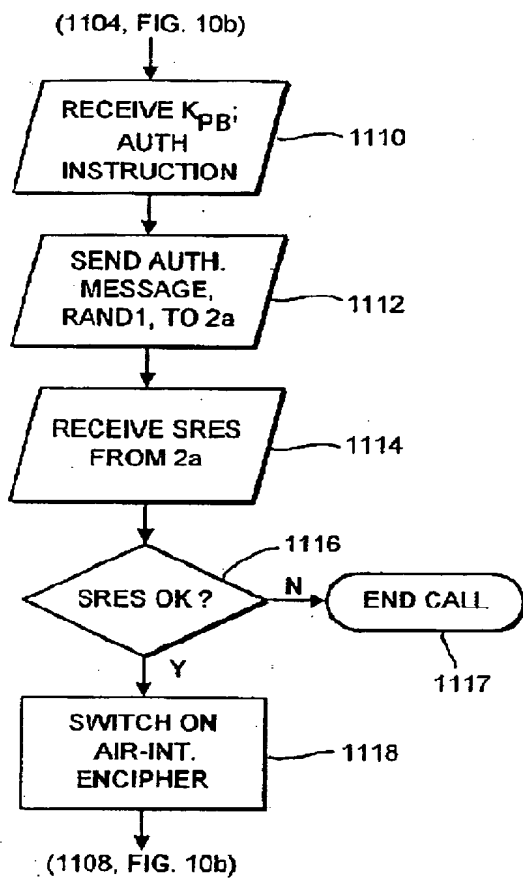 (1104, FIG. 10b)
RECEIVE KPB;
AUTH
INSTRUCTION
1110
SEND AUTH.
MESSAGE,
RAND1, TO 2a
1112
RECEIVE SRES
FROM 2a
1114
1116
SRES OK?
N
END CALL
1117
Y
SWITCH ON
AIR-INT.
ENCIPHER
1118
(1108, FIG. 10b)